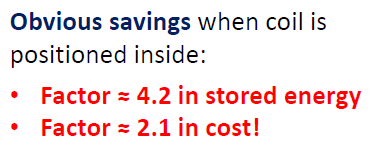 Obvious savings when coil is
positioned inside:
• Factor ≈ 4.2 in stored energy
• Factor ≈ 2.1 in cost!